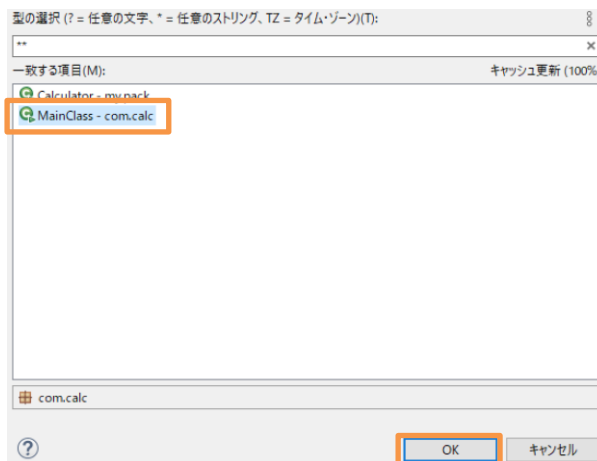 型の選択 (? = 任意の文字、* = 任意のストリング、TZ = タイム・ゾーン)(T):
**
一致する項目(M): キャッシュ更新 (100%
Calculator - my.pack
MainClass - com.calc
com.calc
OK キャンセル